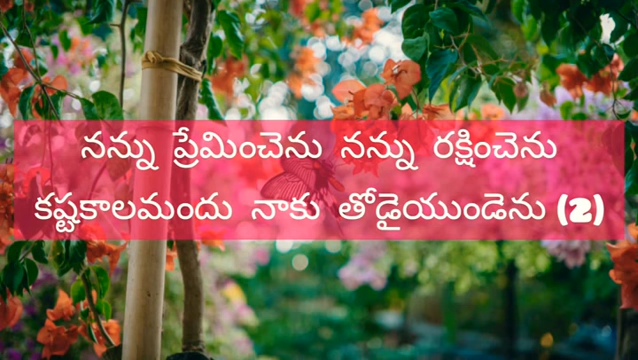 నన్ను ప్రేమించెను నన్ను రక్షించెను
కష్టకాలమందు నాకు తోడైయుండెను (2)